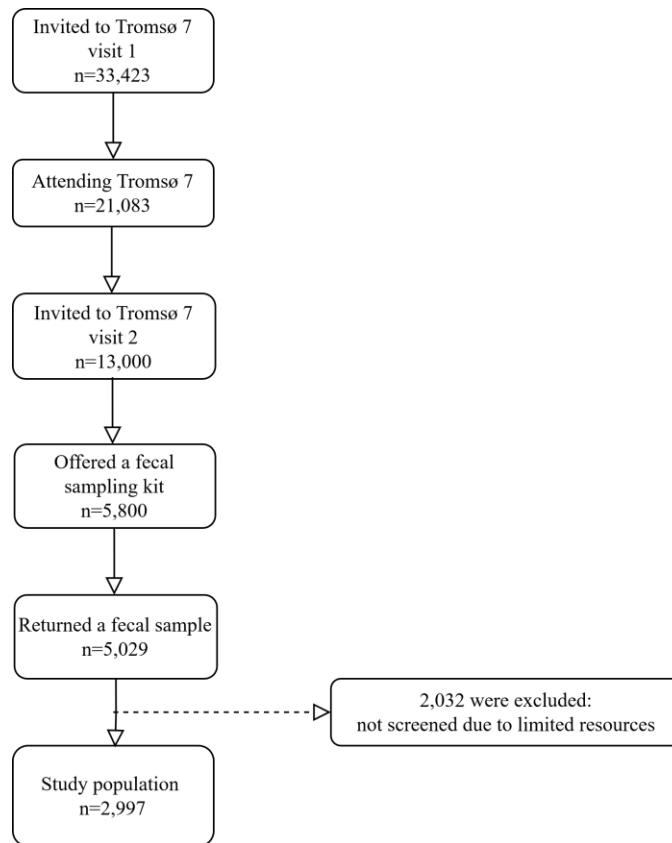 Invited to Tromsø 7
visit 1
n=33,423
Attending Tromsø 7
n=21,083
Invited to Tromsø 7
visit 2
n=13,000
Offered a fecal
sampling kit
n=5,800
Returned a fecal sample
n=5,029
2,032 were excluded:
not screened due to limited resources
Study population
n=2,997